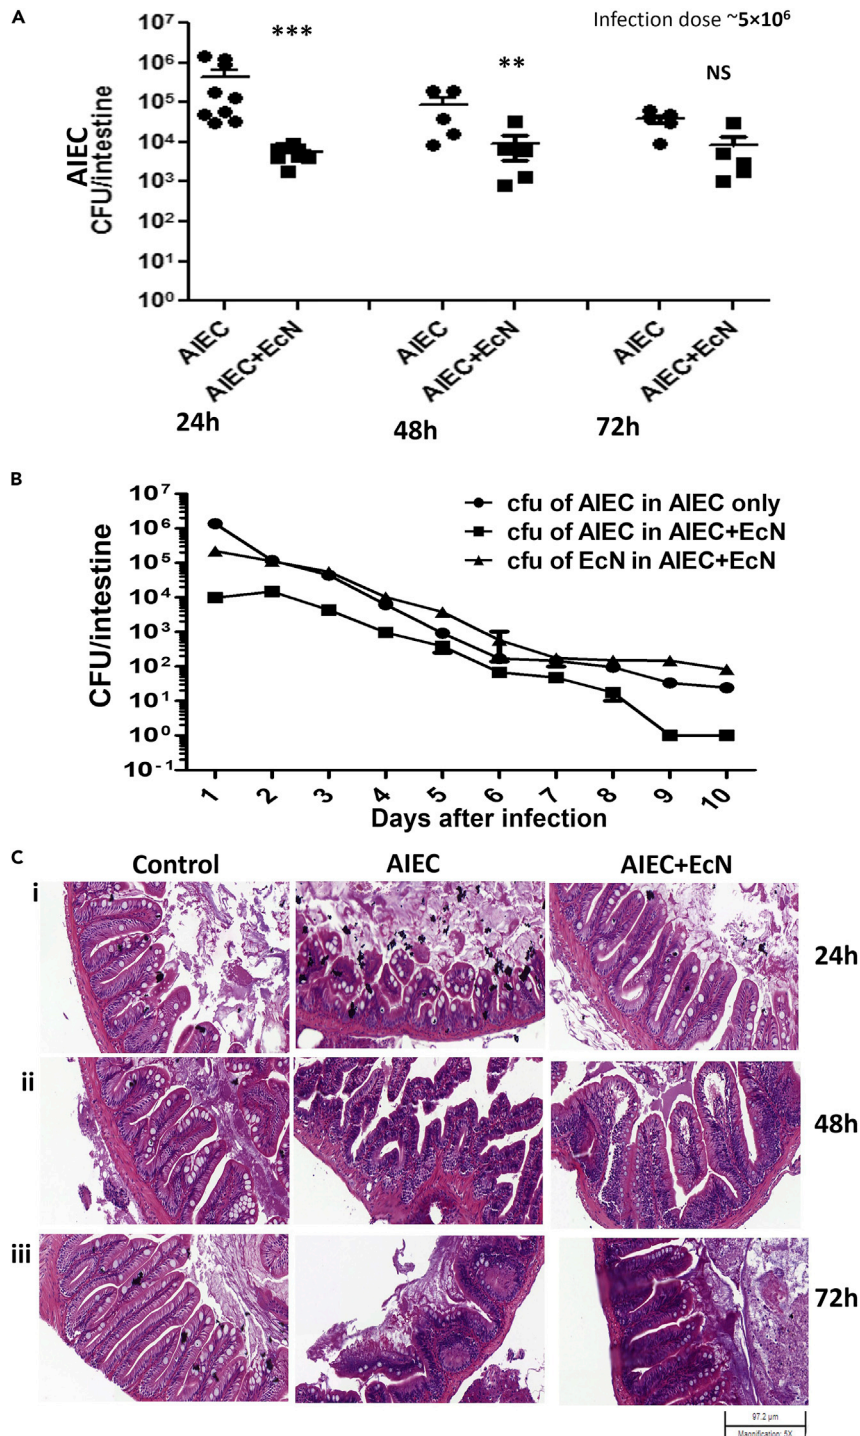 A
Infection dose ~5×10⁶
AIEC
CFU/intestine
10⁷
10⁶
10⁵
10⁴
10³
10²
10¹
10⁰
***
**
NS
AIEC
AIEC+EcN
AIEC
AIEC+EcN
AIEC
AIEC+EcN
24h
48h
72h
B
CFU/intestine
10⁷
10⁶
10⁵
10⁴
10³
10²
10¹
10⁰
10⁻¹
cfu of AIEC in AIEC only
cfu of AIEC in AIEC+EcN
cfu of EcN in AIEC+EcN
1 2 3 4 5 6 7 8 9 10
Days after infection
C
Control AIEC AIEC+EcN
i
24h
ii
48h
iii
72h
97.2 µm
Magnification: 5X